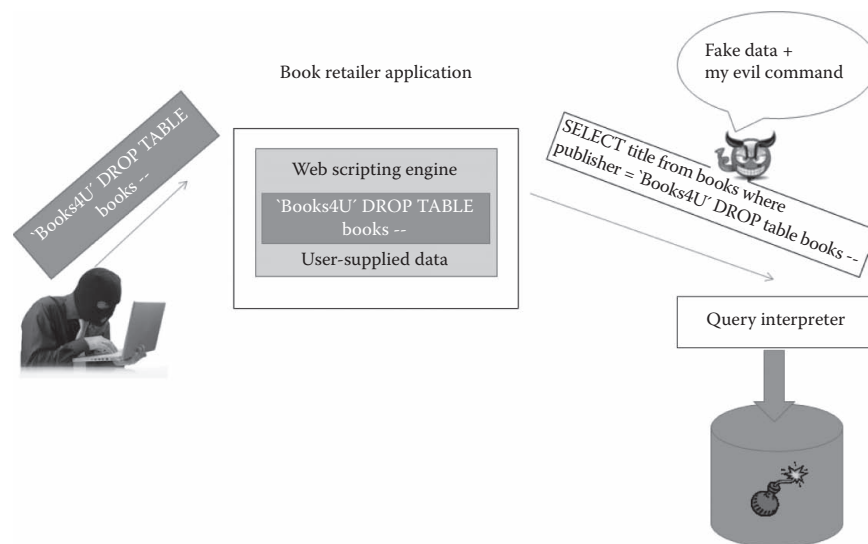 Fake data +
my evil command
Book retailer application
`Books4U´ DROP TABLE
books --
Web scripting engine
`Books4U´ DROP TABLE
books --
User-supplied data
SELECT title from books where
publisher = `Books4U´ DROP table books --
Query interpreter